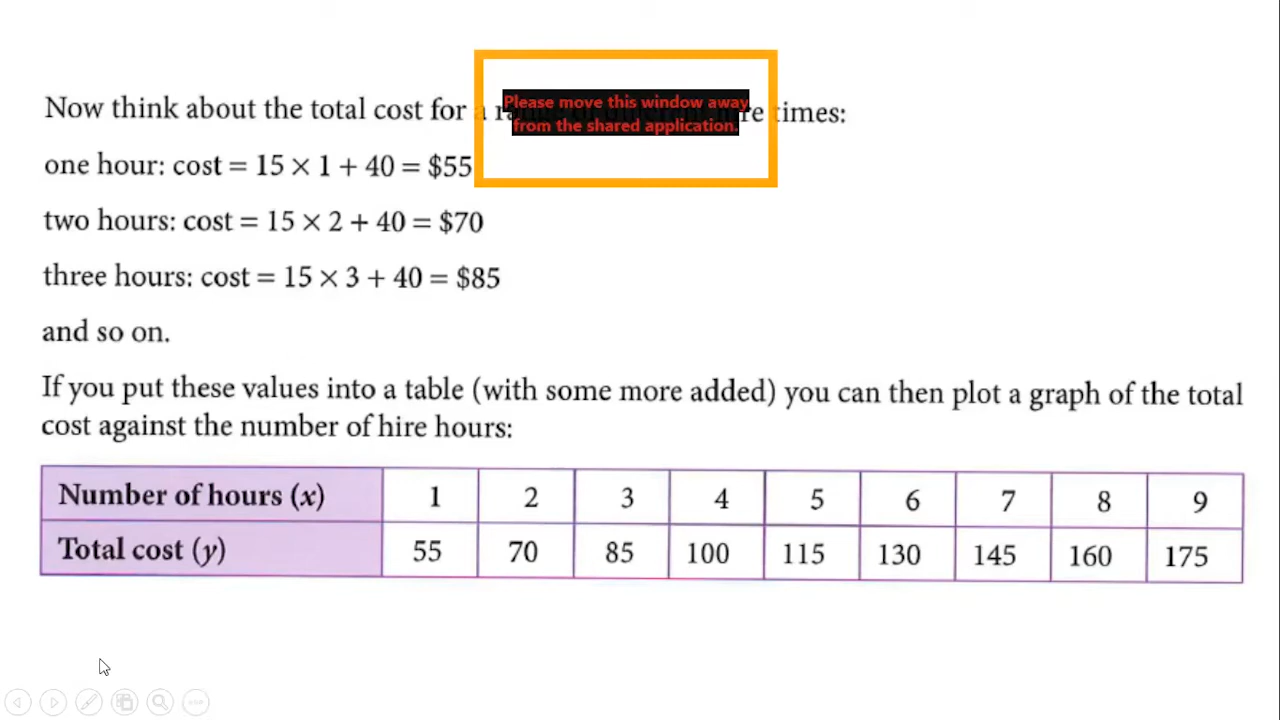 Now think about the total cost for a times:
Please move this window away
from the shared application.
one hour: cost = 15 × 1 + 40 = $55
two hours: cost = 15 × 2 + 40 = $70
three hours: cost = 15 × 3 + 40 = $85
and so on.
If you put these values into a table (with some more added) you can then plot a graph of the total
cost against the number of hire hours:
Number of hours (x) 1 2 3 4 5 6 7 8 9
Total cost (y) 55 70 85 100 115 130 145 160 175